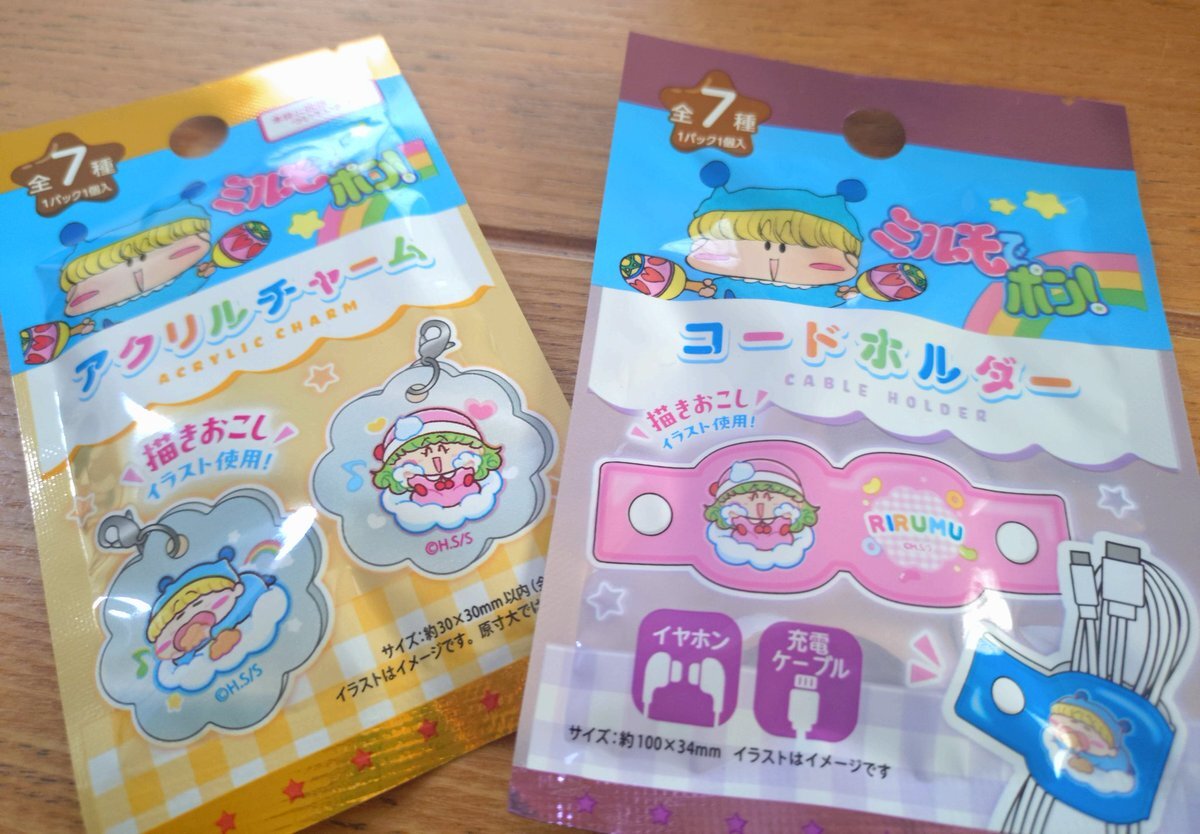 全7種
1パック1個入
ミルモでポン!
アクリルチャーム
ACRYLIC CHARM
描きおこし
イラスト使用!
©H.S/S
©H.S/S
サイズ:約30×30mm以内
イラストはイメージです。原寸大では
全7種
1パック1個入
ミルモでポン!
コードホルダー
CABLE HOLDER
描きおこし
イラスト使用!
RIRUMU
イヤホン
充電
ケーブル
サイズ:約100×34mm イラストはイメージです